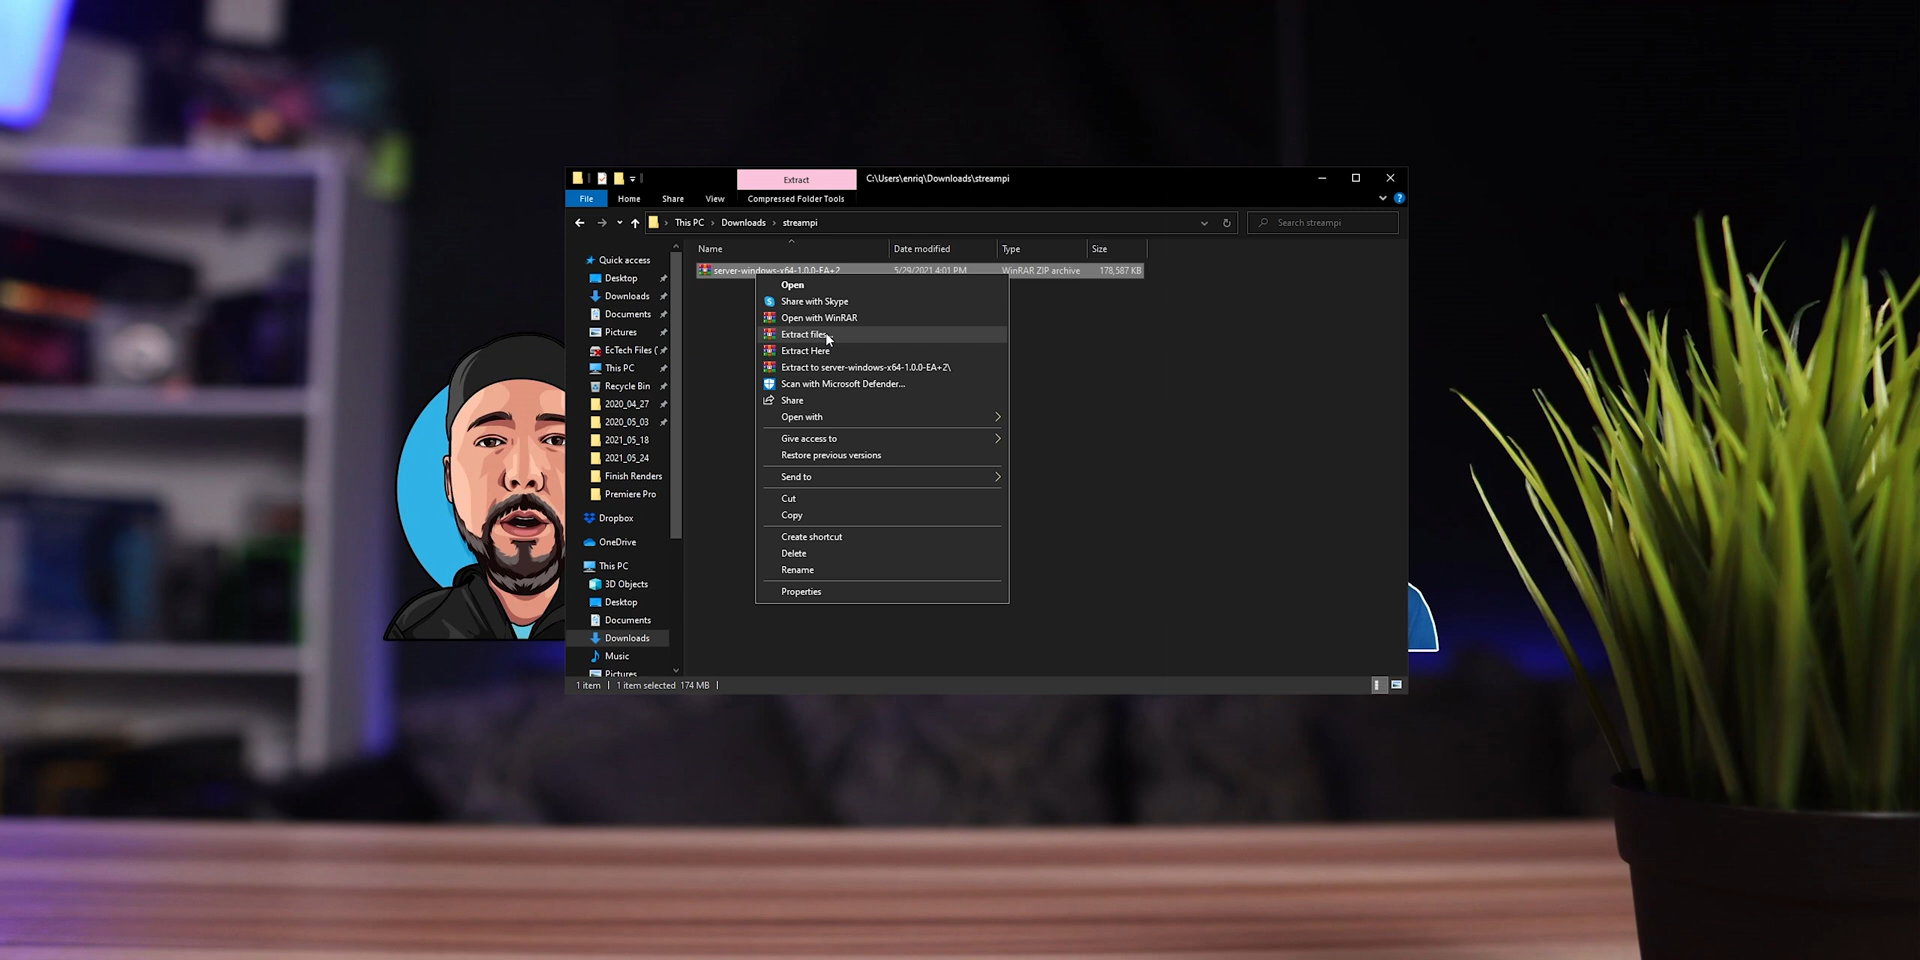 Extract
C:\Users\enriq\Downloads\streampi
File
Home
Share
View
Compressed Folder Tools
This PC
Downloads
streampi
Search streampi
Name
Date modified
Type
Size
server-windows-x64-1.0.0-EA+2
5/29/2021 4:01 PM
WinRAR ZIP archive
178,587 KB
Quick access
Desktop
Downloads
Documents
Pictures
EcTech Files (
This PC
Recycle Bin
2020_04_27
2020_05_03
2021_05_18
2021_05_24
Finish Renders
Premiere Pro
Dropbox
OneDrive
This PC
3D Objects
Desktop
Documents
Downloads
Music
Pictures
Open
Share with Skype
Open with WinRAR
Extract files
Extract Here
Extract to server-windows-x64-1.0.0-EA+2\
Scan with Microsoft Defender...
Share
Open with
Give access to
Restore previous versions
Send to
Cut
Copy
Create shortcut
Delete
Rename
Properties
1 item
1 item selected 174 MB